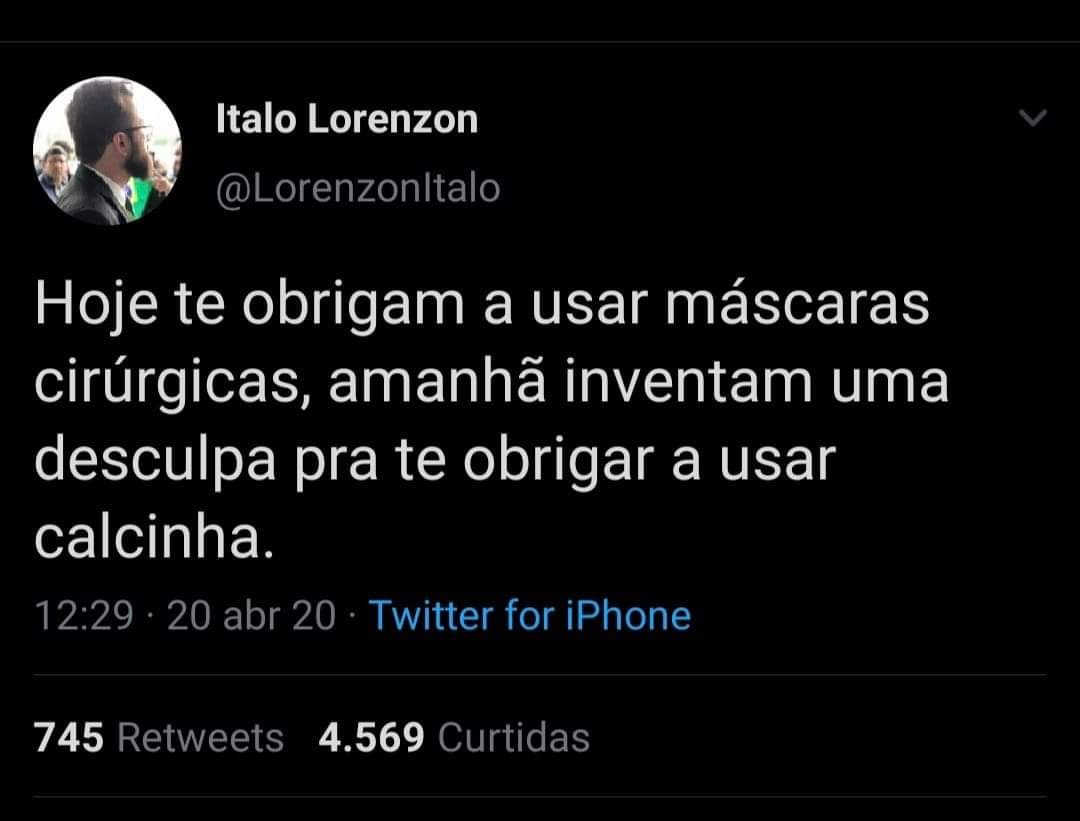 Italo Lorenzon
@LorenzonItalo
Hoje te obrigam a usar máscaras
cirúrgicas, amanhã inventam uma
desculpa pra te obrigar a usar
calcinha.
12:29 · 20 abr 20 · Twitter for iPhone
745 Retweets 4.569 Curtidas